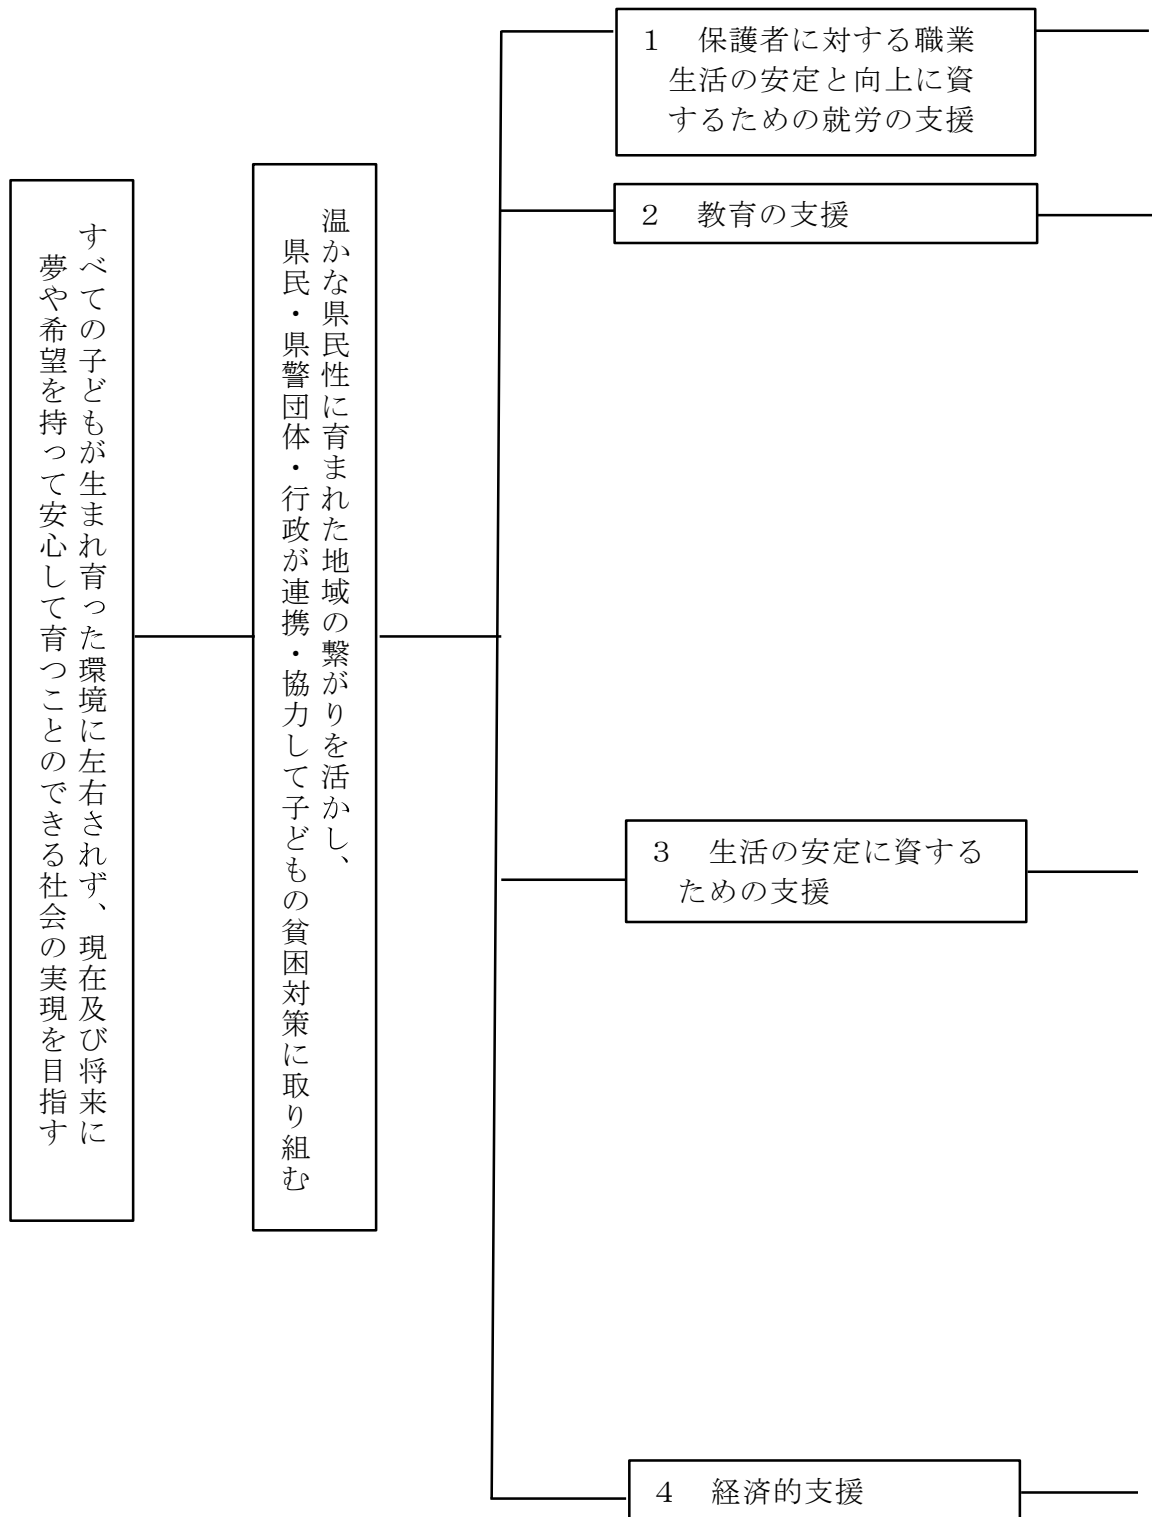 すべての子どもが生まれ育った環境に左右されず、現在及び将来に
夢や希望を持って安心して育つことのできる社会の実現を目指す
温かな県民性に育まれた地域の繋がりを活かし、
県民・県警団体・行政が連携・協力して子どもの貧困対策に取り組む
1 保護者に対する職業
生活の安定と向上に資
するための就労の支援
2 教育の支援
3 生活の安定に資する
ための支援
4 経済的支援